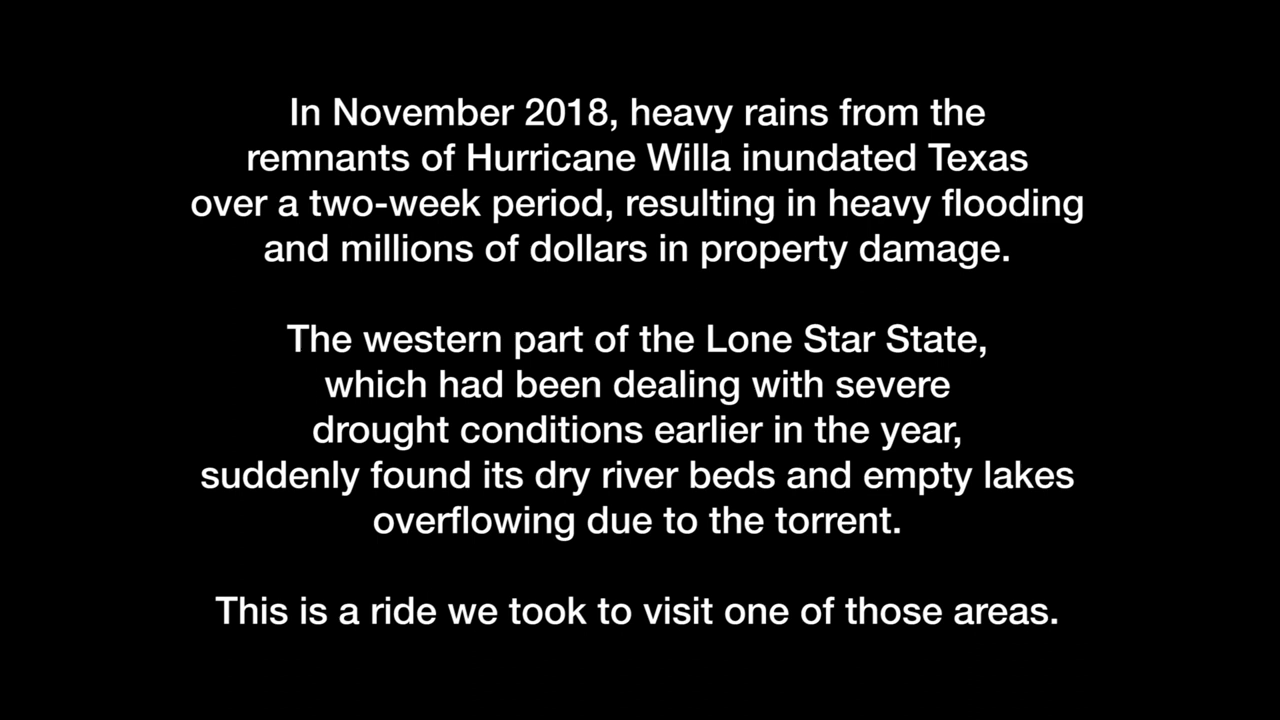 In November 2018, heavy rains from the
remnants of Hurricane Willa inundated Texas
over a two-week period, resulting in heavy flooding
and millions of dollars in property damage.
The western part of the Lone Star State,
which had been dealing with severe
drought conditions earlier in the year,
suddenly found its dry river beds and empty lakes
overflowing due to the torrent.
This is a ride we took to visit one of those areas.